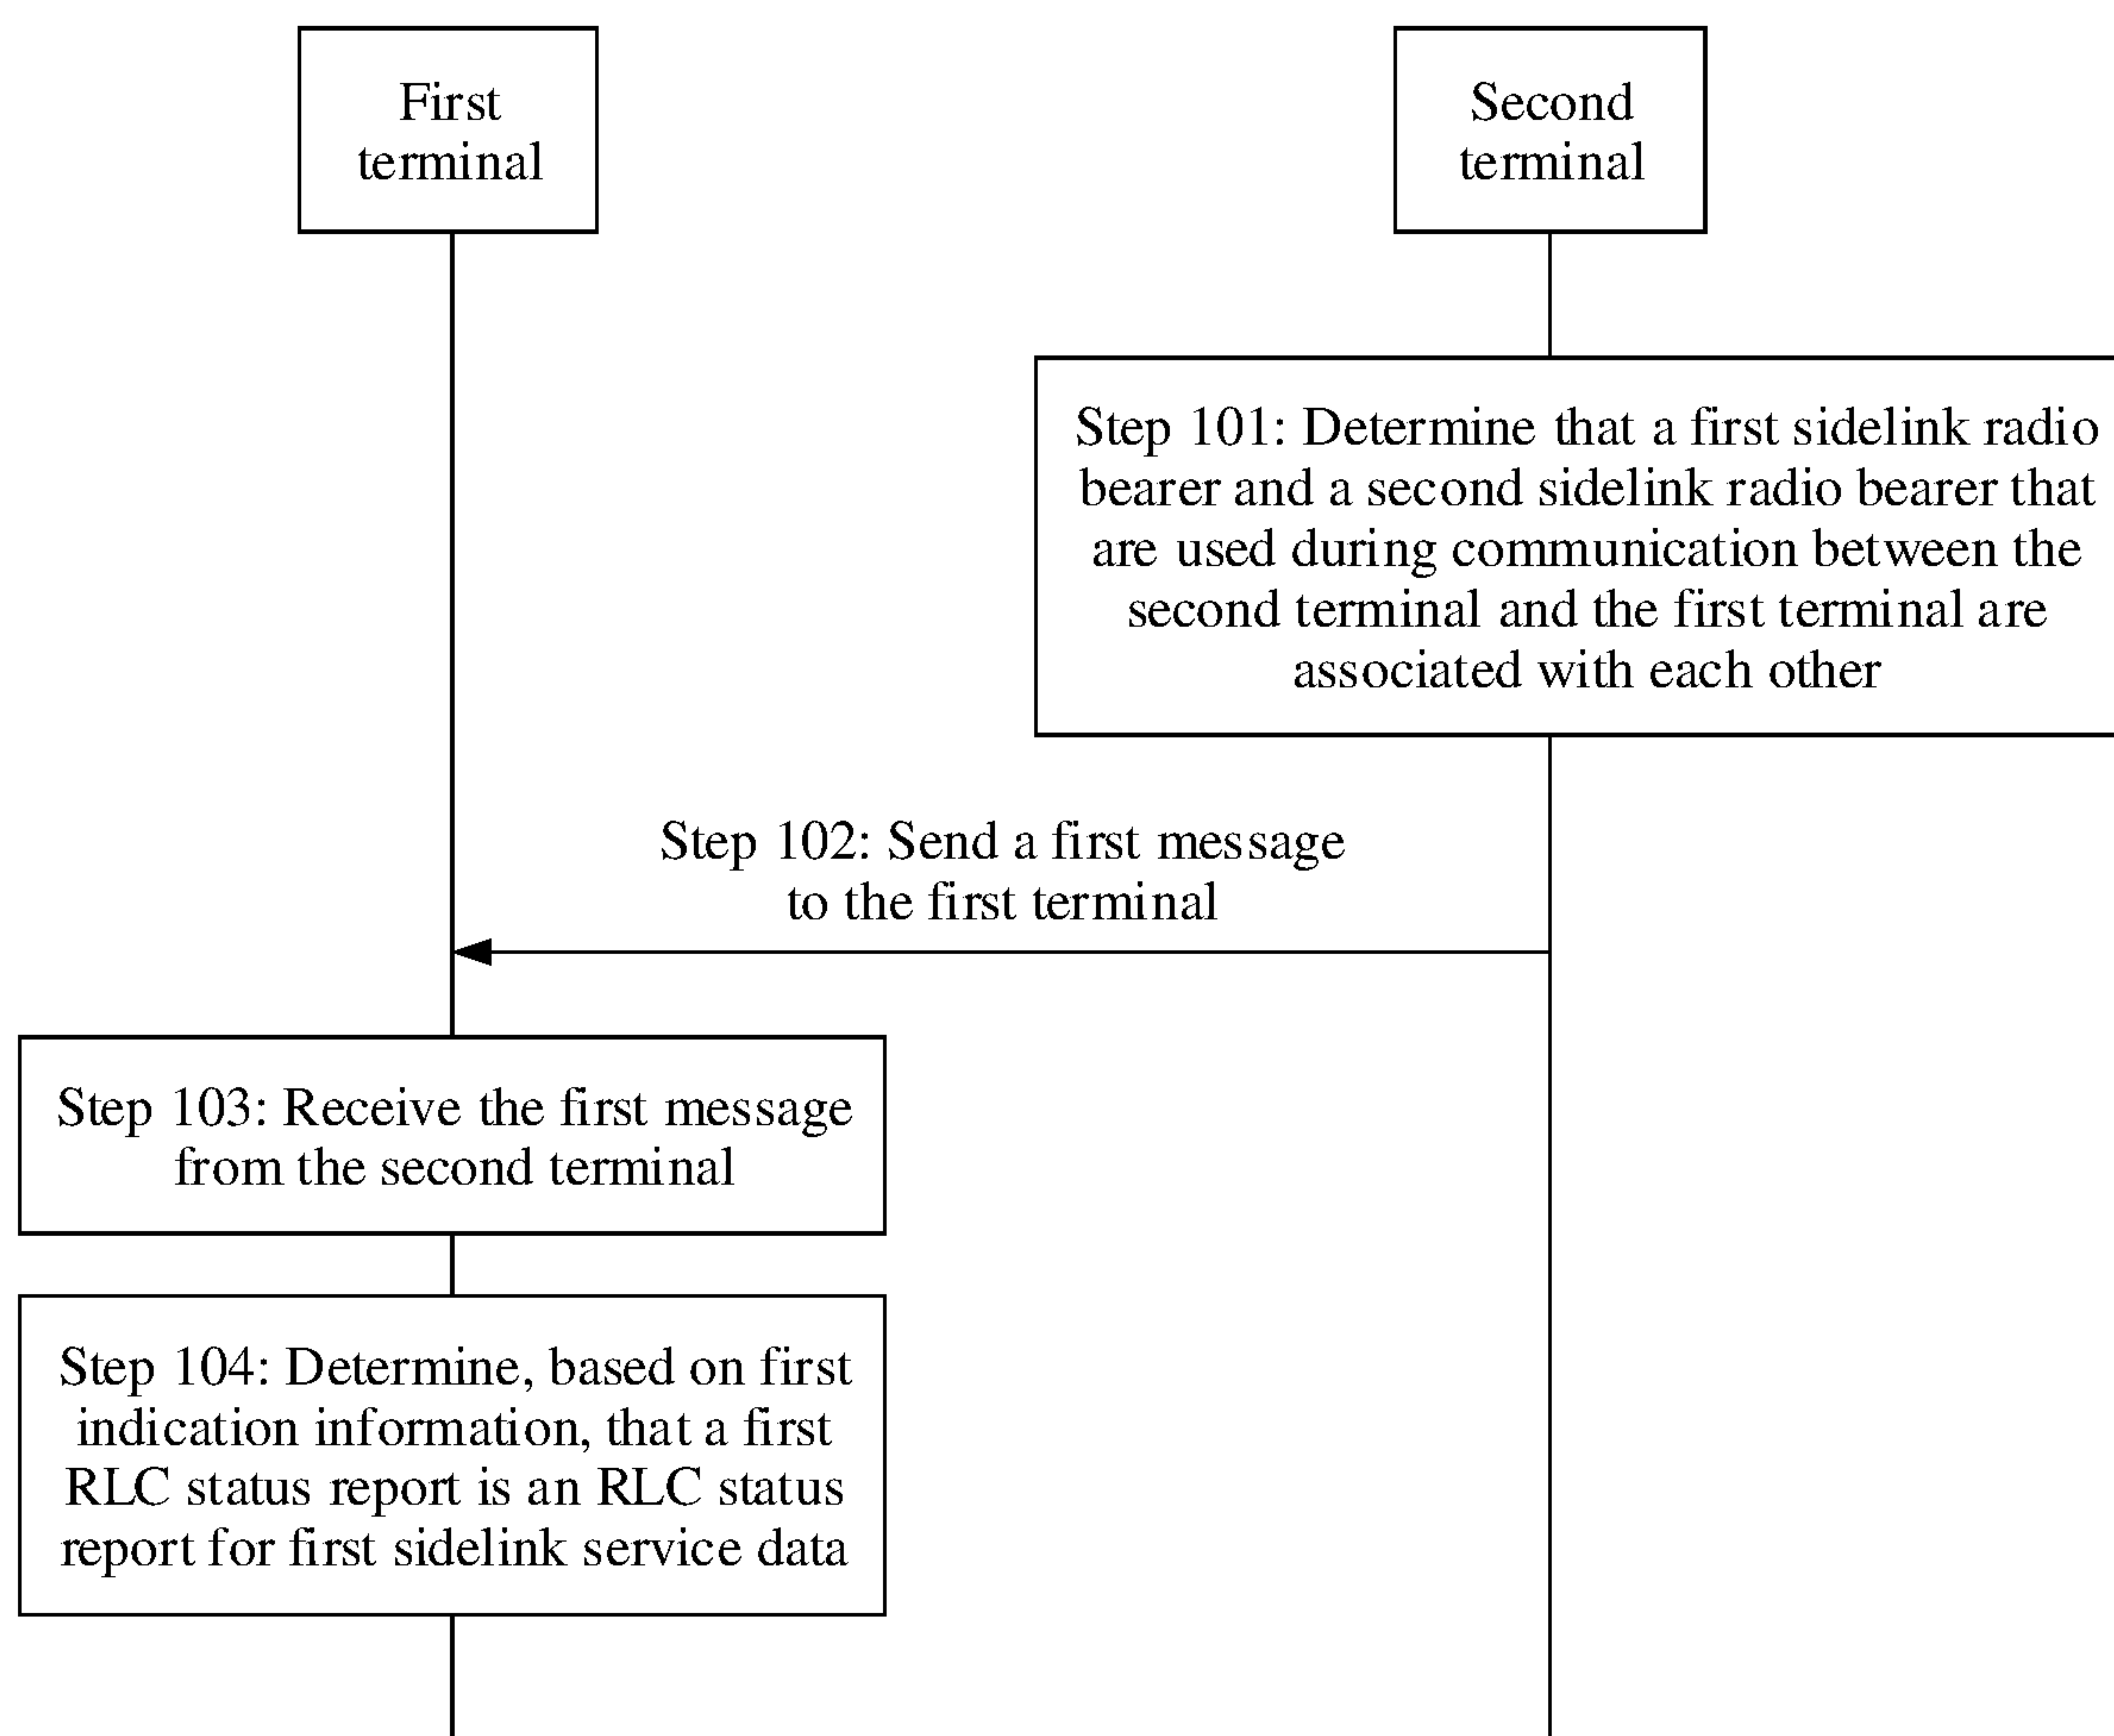 First
terminal
Second
terminal
Step 101: Determine that a first sidelink radio
bearer and a second sidelink radio bearer that
are used during communication between the
second terminal and the first terminal are
associated with each other
Step 102: Send a first message
to the first terminal
Step 103: Receive the first message
from the second terminal
Step 104: Determine, based on first
indication information, that a first
RLC status report is an RLC status
report for first sidelink service data